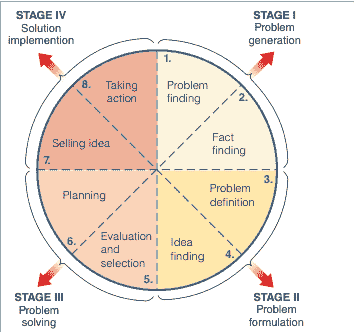 STAGE IV
Solution
implemention
STAGE I
Problem
generation
8.
Taking
action
1.
Problem
finding
2.
Fact
finding
Selling idea
7.
3.
Problem
definition
Planning
6.
Evaluation
and
selection
5.
Idea
finding
4.
STAGE III
Problem
solving
STAGE II
Problem
formulation